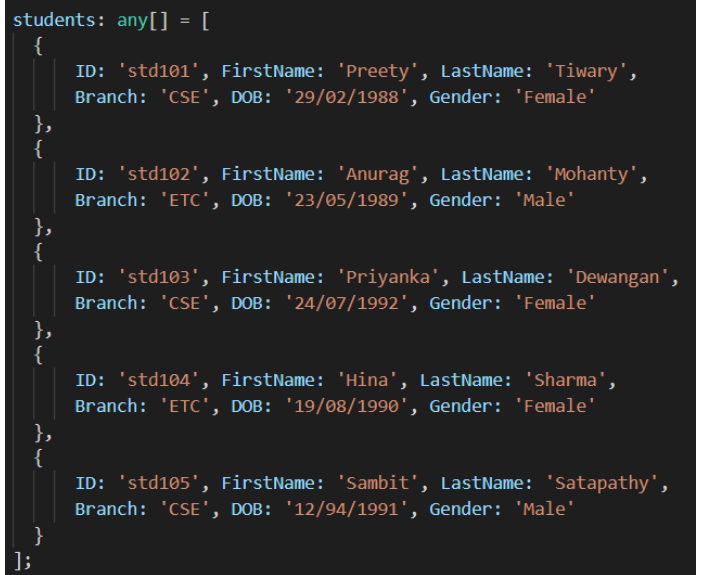 students: any[] = [
{
ID: 'std101', FirstName: 'Preety', LastName: 'Tiwary',
Branch: 'CSE', DOB: '29/02/1988', Gender: 'Female'
},
{
ID: 'std102', FirstName: 'Anurag', LastName: 'Mohanty',
Branch: 'ETC', DOB: '23/05/1989', Gender: 'Male'
},
{
ID: 'std103', FirstName: 'Priyanka', LastName: 'Dewangan',
Branch: 'CSE', DOB: '24/07/1992', Gender: 'Female'
},
{
ID: 'std104', FirstName: 'Hina', LastName: 'Sharma',
Branch: 'ETC', DOB: '19/08/1990', Gender: 'Female'
},
{
ID: 'std105', FirstName: 'Sambit', LastName: 'Satapathy',
Branch: 'CSE', DOB: '12/94/1991', Gender: 'Male'
}
];